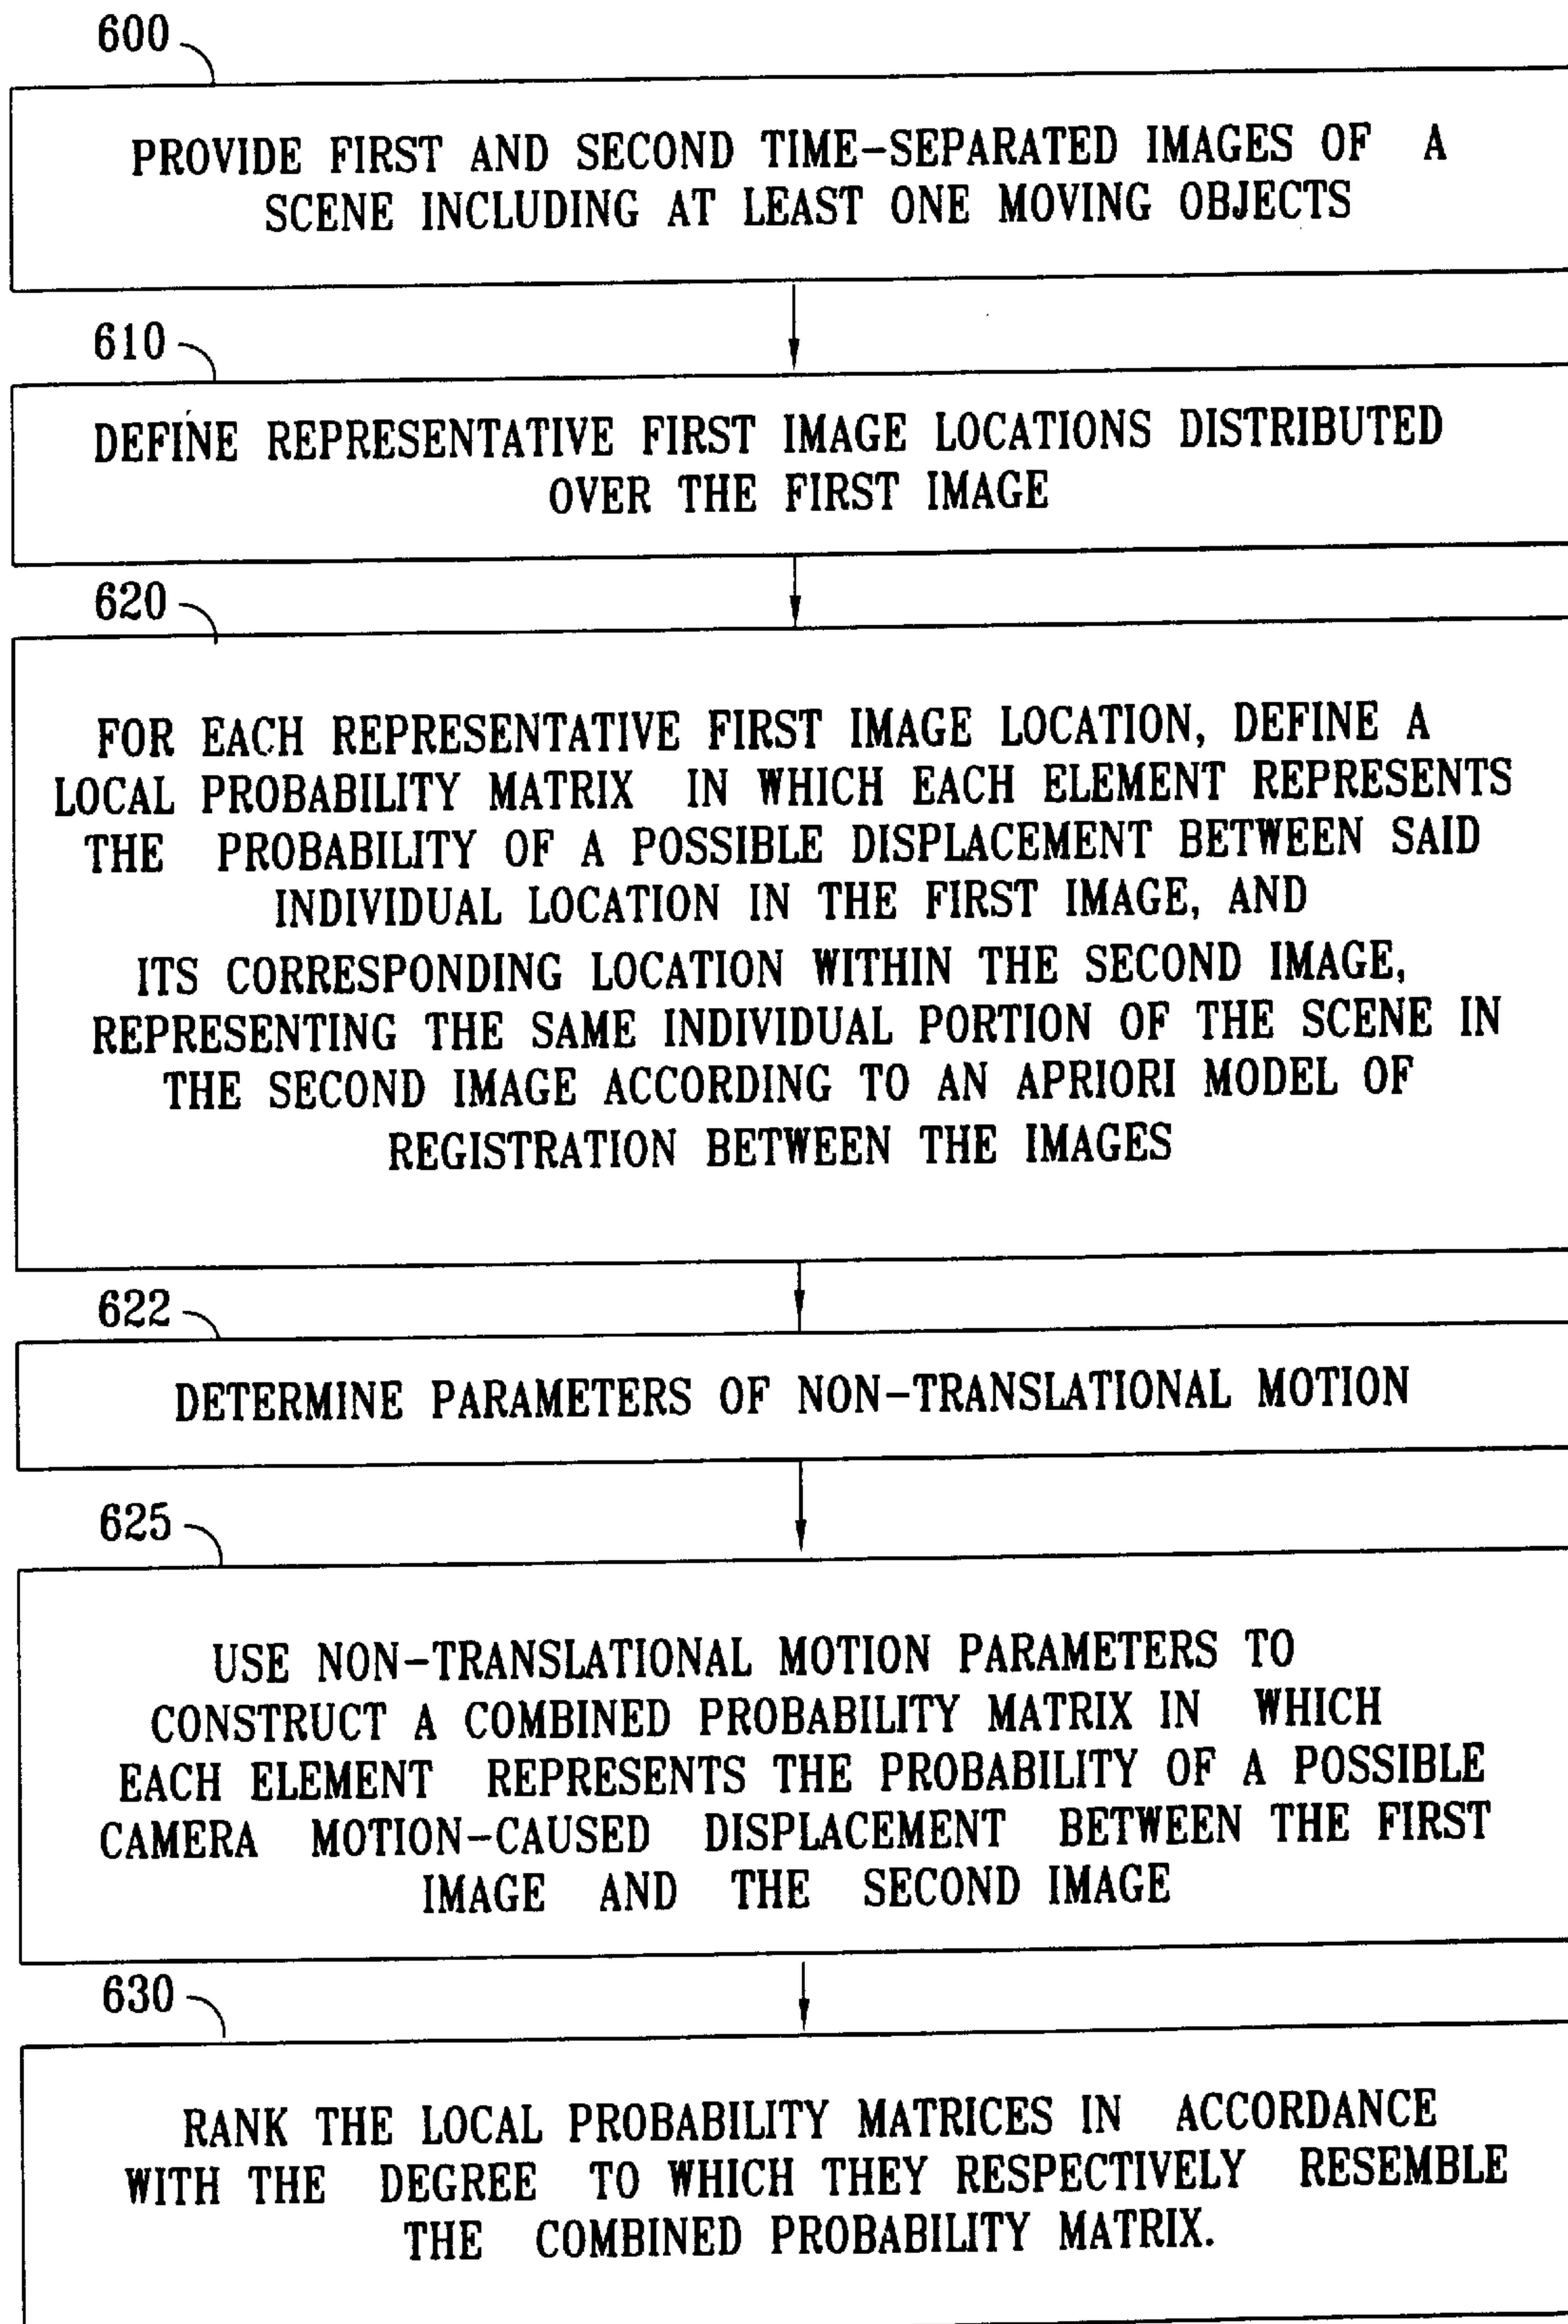 600
PROVIDE FIRST AND SECOND TIME-SEPARATED IMAGES OF A
SCENE INCLUDING AT LEAST ONE MOVING OBJECTS
610
DEFINE REPRESENTATIVE FIRST IMAGE LOCATIONS DISTRIBUTED
OVER THE FIRST IMAGE
620
FOR EACH REPRESENTATIVE FIRST IMAGE LOCATION, DEFINE A
LOCAL PROBABILITY MATRIX IN WHICH EACH ELEMENT REPRESENTS
THE PROBABILITY OF A POSSIBLE DISPLACEMENT BETWEEN SAID
INDIVIDUAL LOCATION IN THE FIRST IMAGE, AND
ITS CORRESPONDING LOCATION WITHIN THE SECOND IMAGE,
REPRESENTING THE SAME INDIVIDUAL PORTION OF THE SCENE IN
THE SECOND IMAGE ACCORDING TO AN APRIORI MODEL OF
REGISTRATION BETWEEN THE IMAGES
622
DETERMINE PARAMETERS OF NON-TRANSLATIONAL MOTION
625
USE NON-TRANSLATIONAL MOTION PARAMETERS TO
CONSTRUCT A COMBINED PROBABILITY MATRIX IN WHICH
EACH ELEMENT REPRESENTS THE PROBABILITY OF A POSSIBLE
CAMERA MOTION-CAUSED DISPLACEMENT BETWEEN THE FIRST
IMAGE AND THE SECOND IMAGE
630
RANK THE LOCAL PROBABILITY MATRICES IN ACCORDANCE
WITH THE DEGREE TO WHICH THEY RESPECTIVELY RESEMBLE
THE COMBINED PROBABILITY MATRIX.